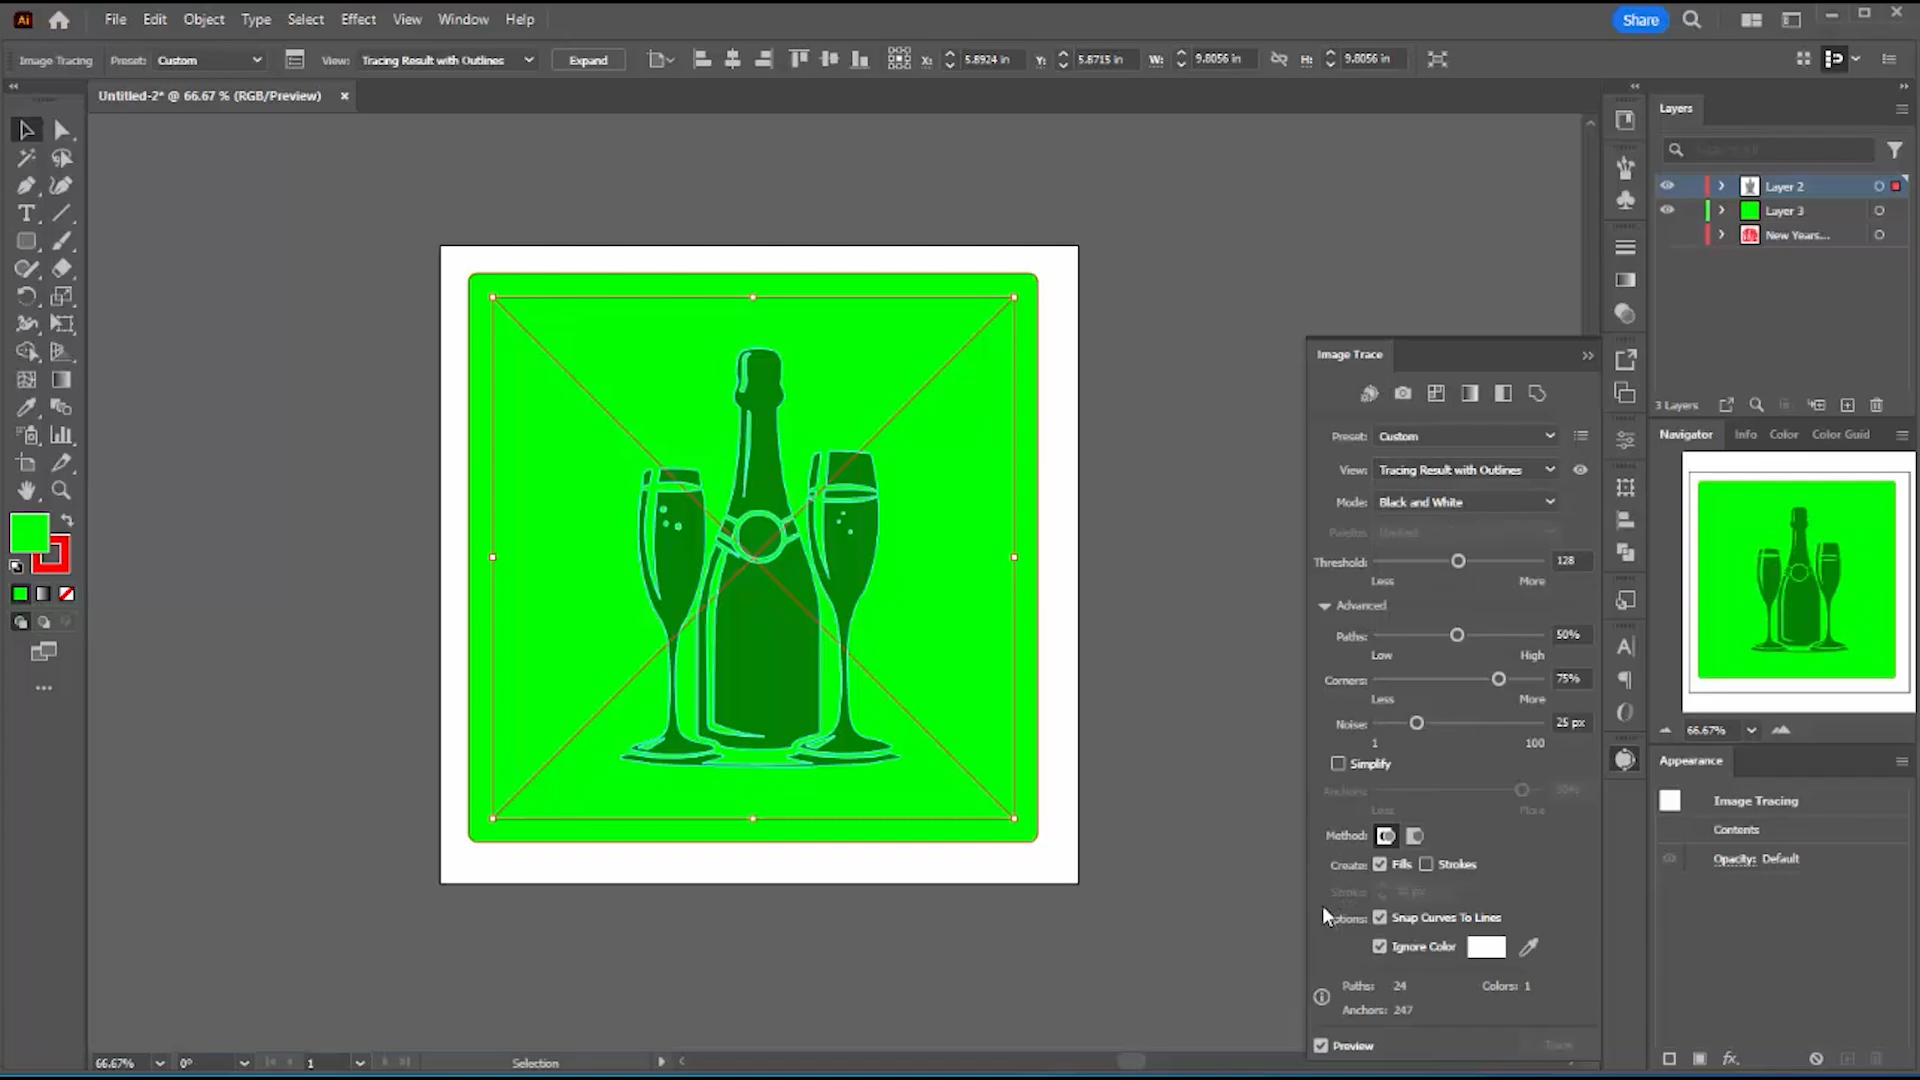 Ai File Edit Object Type Select Effect View Window Help Share
Image Tracing Preset: Custom View: Tracing Result with Outlines Expand X: 5.8924 in Y: 5.8715 in W: 9.8056 in H: 9.8056 in
Untitled-2* @ 66.67 % (RGB/Preview)
Layers
Layer 2
Layer 3
New Years...
3 Layers
Navigator Info Color Color Guid
66.67%
Appearance
Image Tracing
Contents
Opacity: Default
Image Trace
Preset: Custom
View: Tracing Result with Outlines
Mode: Black and White
Palette: Limited
Threshold: 128
Less More
Advanced
Paths: 50%
Low High
Corners: 75%
Less More
Noise: 25 px
1 100
Simplify
Anchors:
Less More
Method:
Create: Fills Strokes
Stroke:
Snap Curves To Lines
Ignore Color
Paths: 24 Colors: 1
Anchors: 247
Preview Trace
66.67% 0° 1 Selection